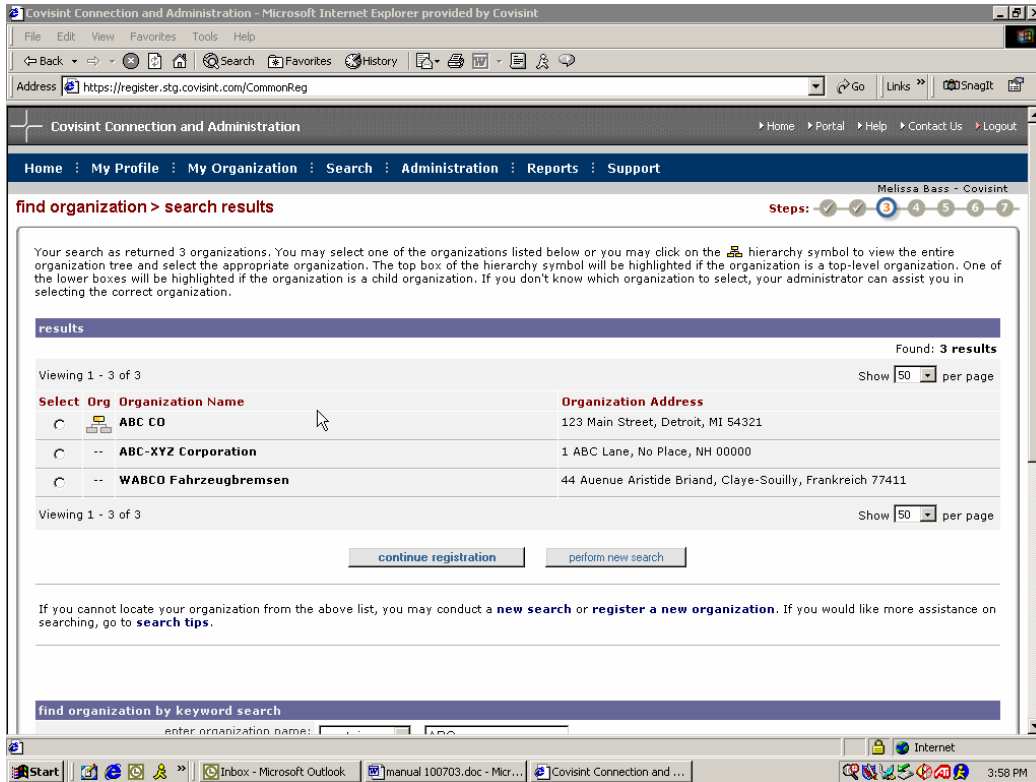 Covisint Connection and Administration - Microsoft Internet Explorer provided by Covisint
File Edit View Favorites Tools Help
Back Search Favorites History
Address https://register.stg.covisint.com/CommonReg Go Links » SnagIt
Covisint Connection and Administration Home Portal Help Contact Us Logout
Home My Profile My Organization Search Administration Reports Support
Melissa Bass - Covisint
find organization > search results Steps: 3 4 5 6 7
Your search as returned 3 organizations. You may select one of the organizations listed below or you may click on the hierarchy symbol to view the entire
organization tree and select the appropriate organization. The top box of the hierarchy symbol will be highlighted if the organization is a top-level organization. One of
the lower boxes will be highlighted if the organization is a child organization. If you don't know which organization to select, your administrator can assist you in
selecting the correct organization.
results
Found: 3 results
Viewing 1 - 3 of 3 Show 50 per page
Select Org Organization Name Organization Address
ABC CO 123 Main Street, Detroit, MI 54321
-- ABC-XYZ Corporation 1 ABC Lane, No Place, NH 00000
-- WABCO Fahrzeugbremsen 44 Auenue Aristide Briand, Claye-Souilly, Frankreich 77411
Viewing 1 - 3 of 3 Show 50 per page
continue registration perform new search
If you cannot locate your organization from the above list, you may conduct a new search or register a new organization. If you would like more assistance on
searching, go to search tips.
find organization by keyword search
enter organization name: ABC
Internet
Start » Inbox - Microsoft Outlook manual 100703.doc - Micr... Covisint Connection and ... 3:58 PM